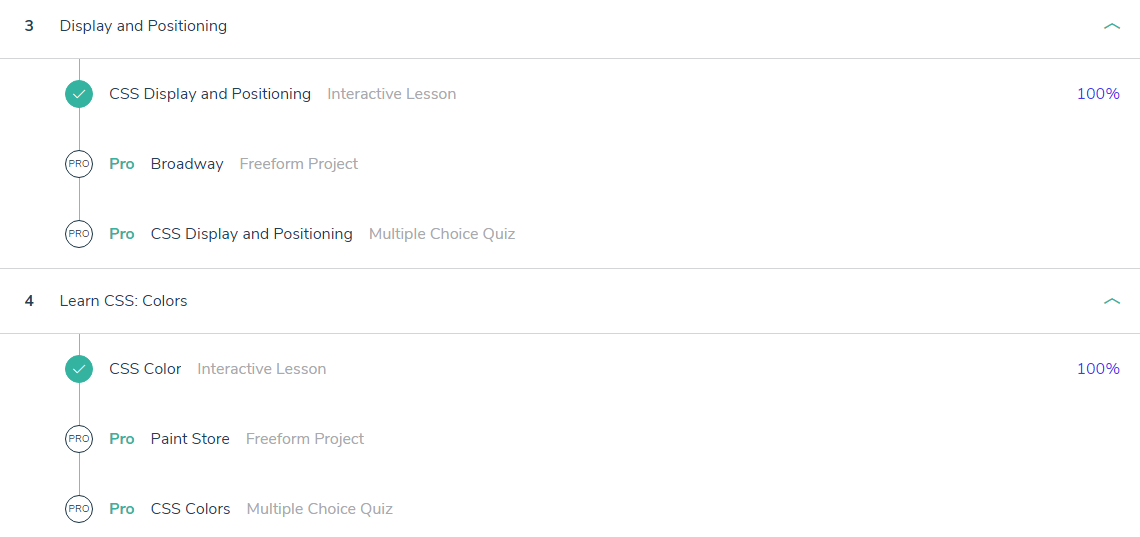 3 Display and Positioning
CSS Display and Positioning Interactive Lesson 100%
PRO Pro Broadway Freeform Project
PRO Pro CSS Display and Positioning Multiple Choice Quiz
4 Learn CSS: Colors
CSS Color Interactive Lesson 100%
PRO Pro Paint Store Freeform Project
PRO Pro CSS Colors Multiple Choice Quiz